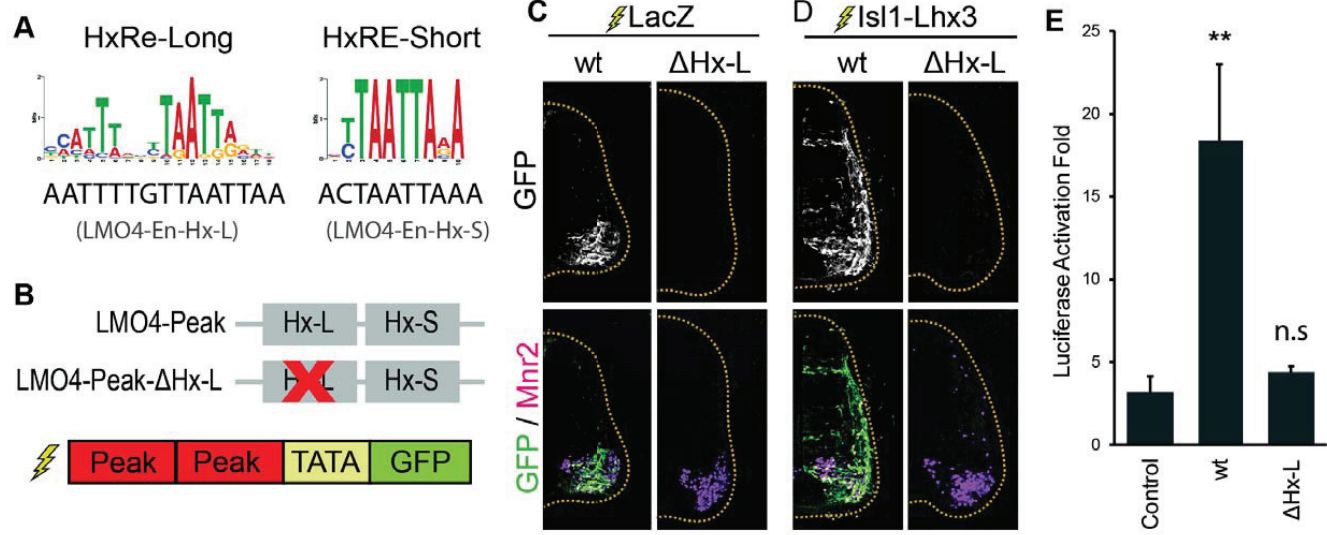 A
HxRe-Long
HxRE-Short
AATTTTGTTAATTAA
ACTAATTAAA
(LMO4-En-Hx-L)
(LMO4-En-Hx-S)
B
LMO4-Peak
Hx-L
Hx-S
LMO4-Peak-ΔHx-L
Hx-S
Peak
Peak
TATA
GFP
C
LacZ
wt
ΔHx-L
D
Isl1-Lhx3
wt
ΔHx-L
GFP
GFP / Mnr2
E
Luciferase Activation Fold
25
20
15
10
5
0
**
n.s
Control
wt
ΔHx-L